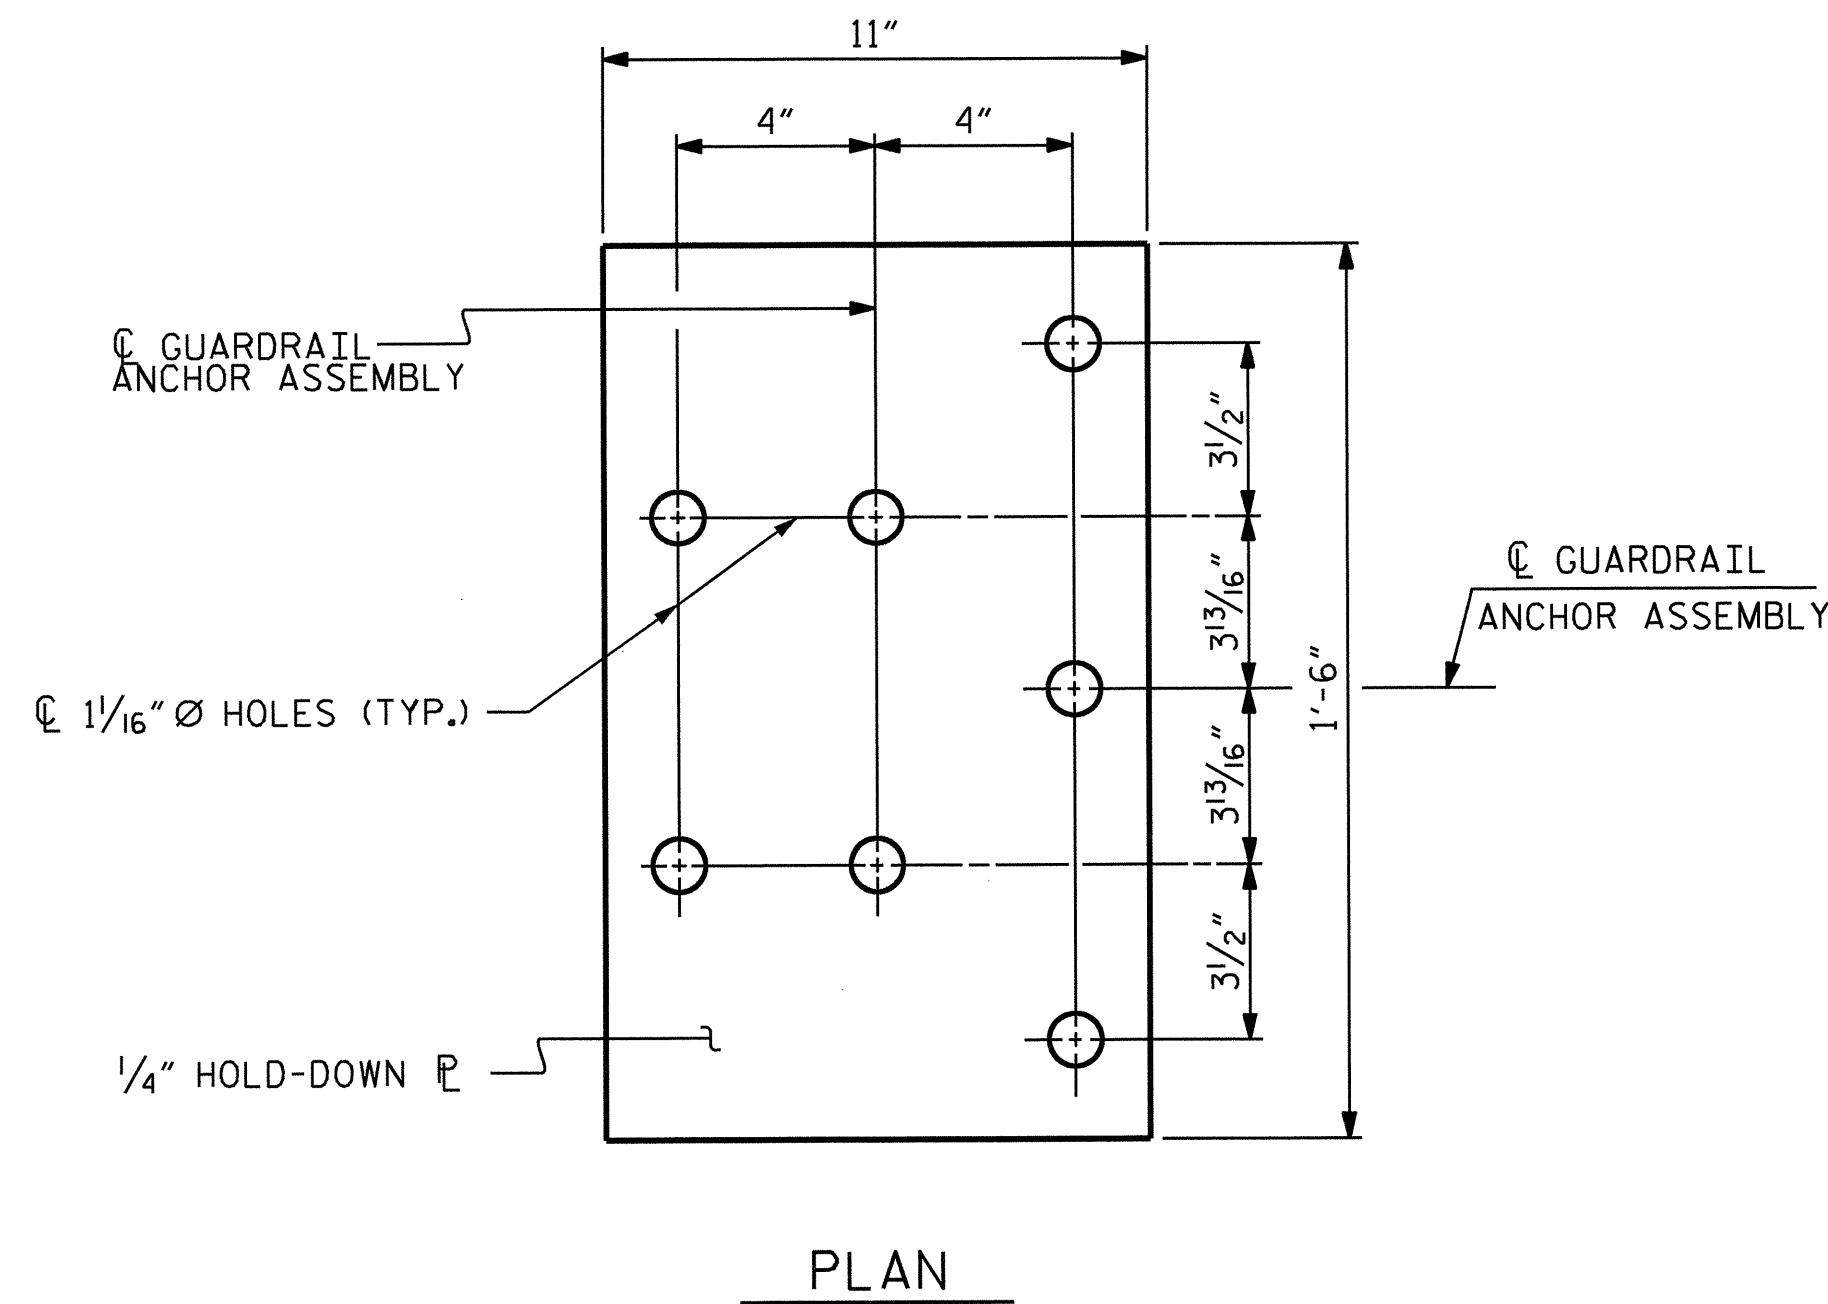 11"
4" 4"
℄ GUARDRAIL
ANCHOR ASSEMBLY
3 1/2"
3 13/16"
℄ GUARDRAIL
ANCHOR ASSEMBLY
1'-6"
℄ 1 1/16" Ø HOLES (TYP.)
3 13/16"
3 1/2"
1/4" HOLD-DOWN ⅊
PLAN